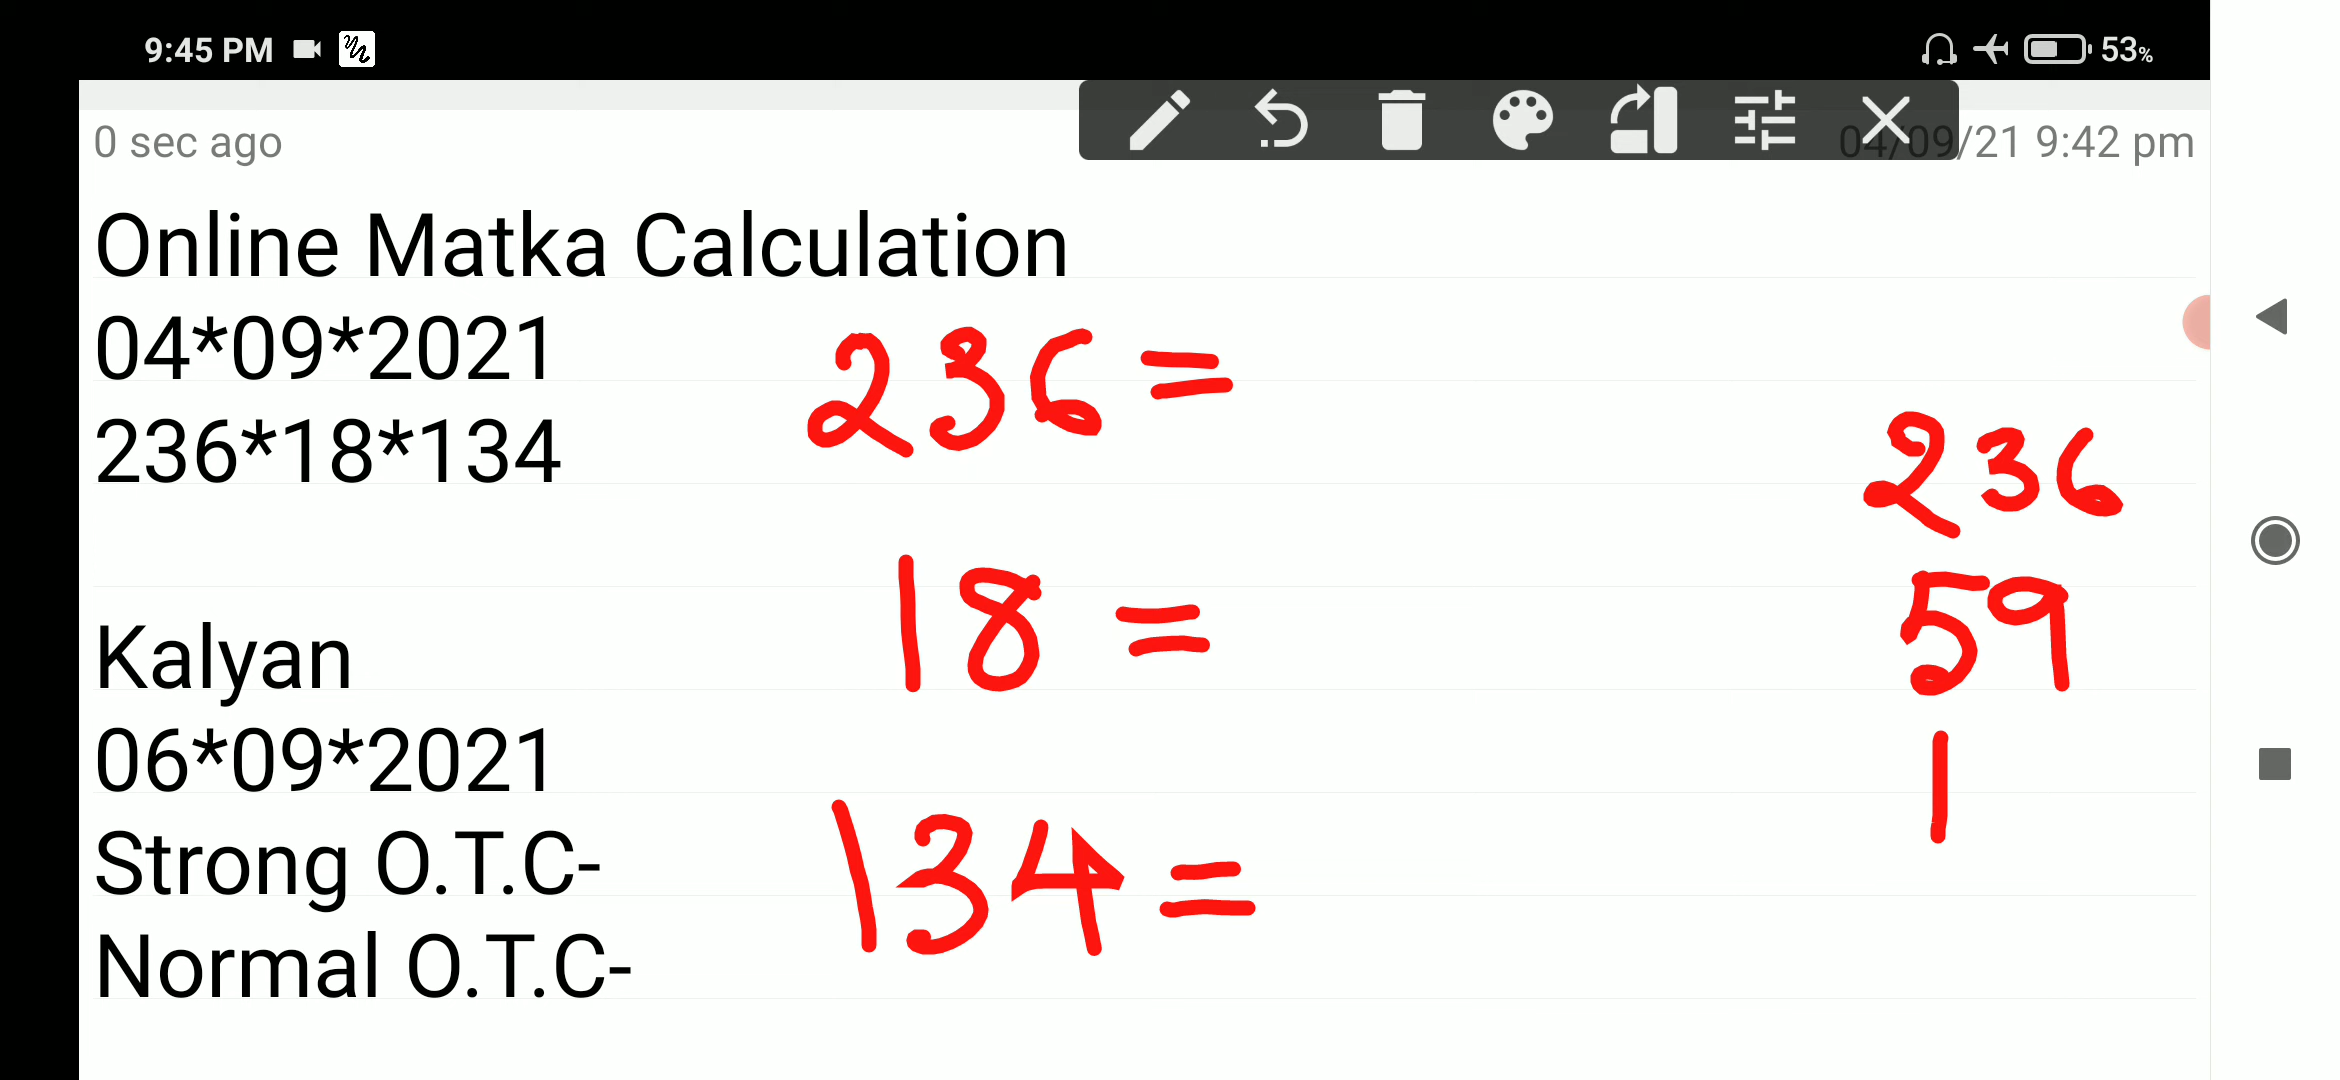 9:45 PM
53%
0 sec ago
04/09/21 9:42 pm
Online Matka Calculation
04*09*2021
236*18*134
Kalyan
06*09*2021
Strong O.T.C-
Normal O.T.C-
236=
18=
134=
236
59
1